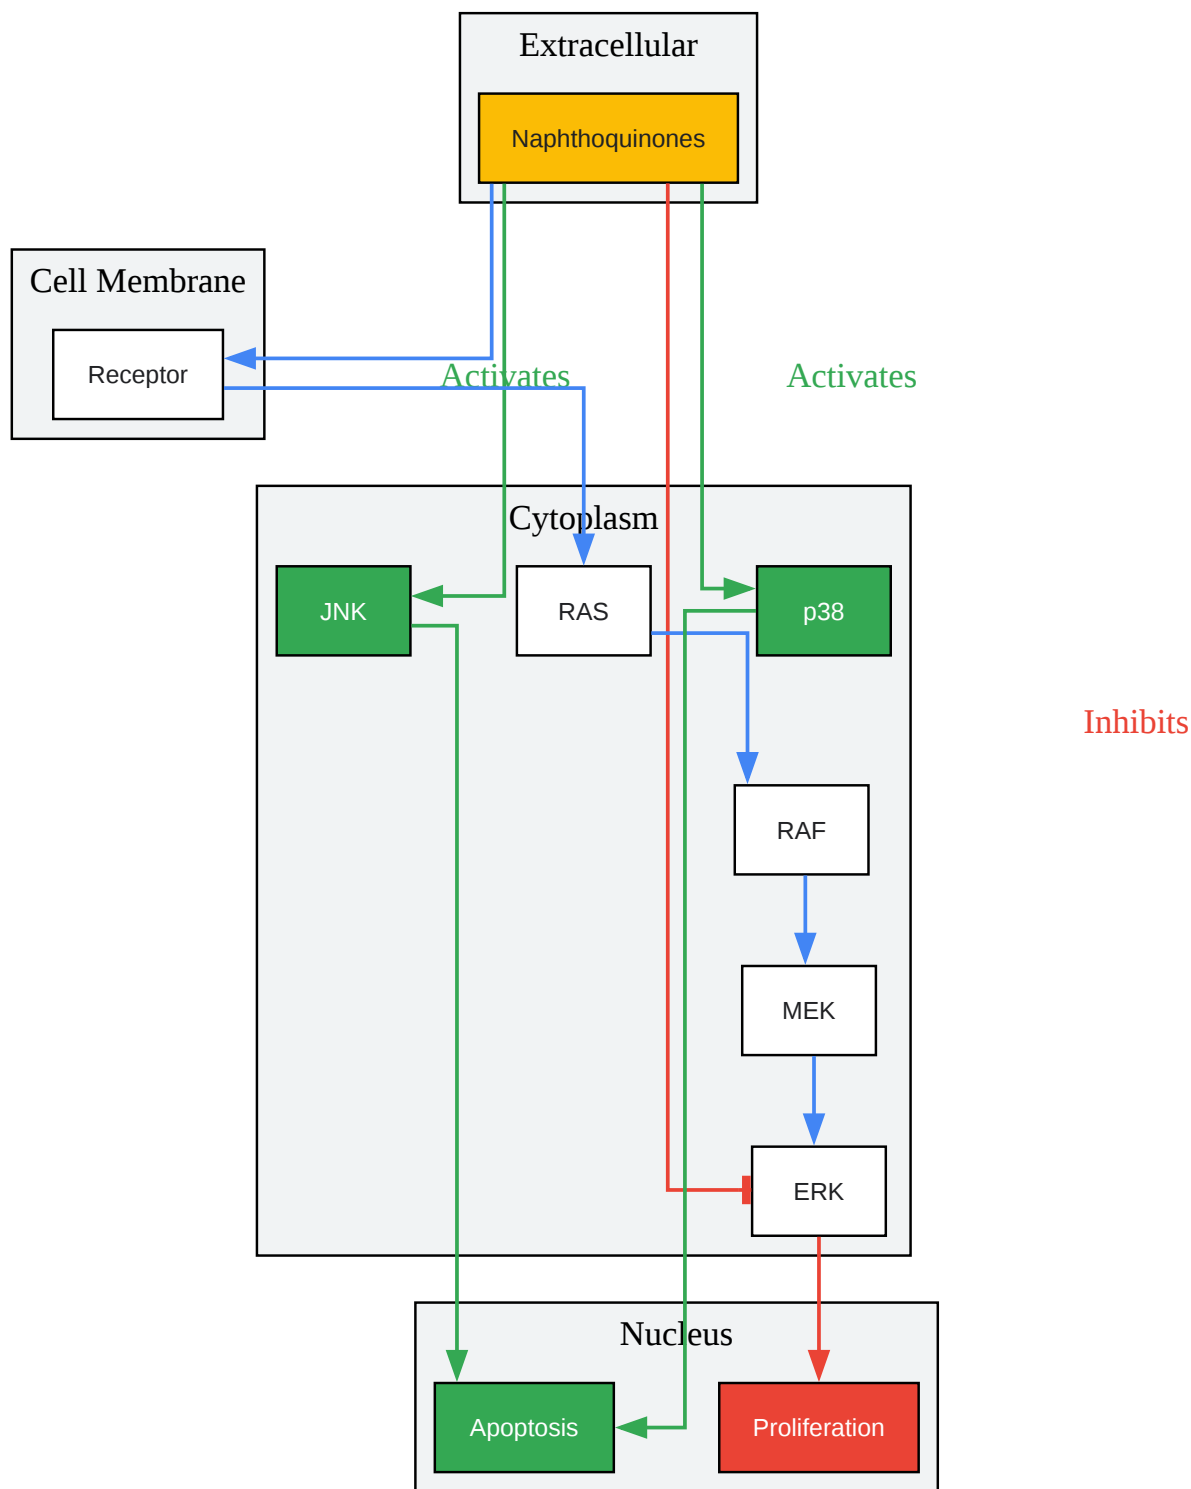 Extracellular
Naphthoquinones
Cell Membrane
Receptor
Activates
Activates
Cytoplasm
JNK
RAS
p38
Inhibits
RAF
MEK
ERK
Nucleus
Apoptosis
Proliferation